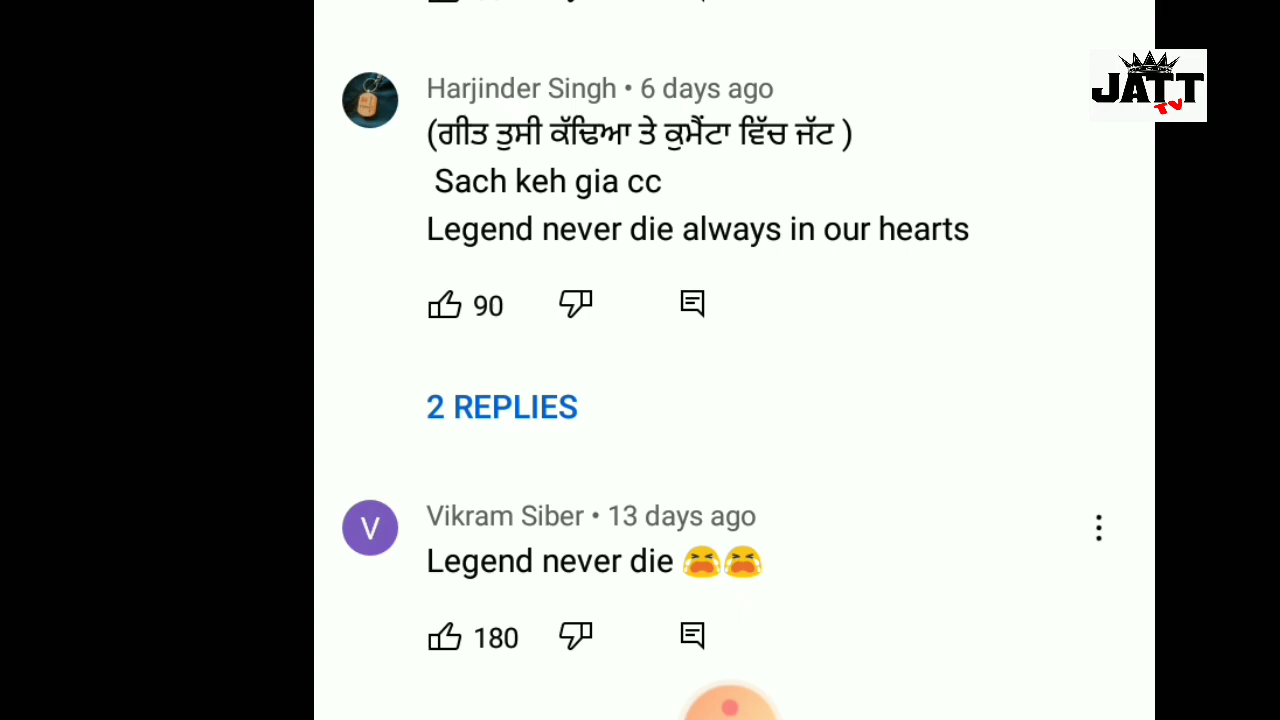 JATT
TV
Harjinder Singh • 6 days ago
(ਗੀਤ ਤੁਸੀ ਕੱਢਿਆ ਤੇ ਕੁਮੈਂਟਾ ਵਿੱਚ ਜੱਟ )
Sach keh gia cc
Legend never die always in our hearts
90
2 REPLIES
V
Vikram Siber • 13 days ago
Legend never die 😭😭
180